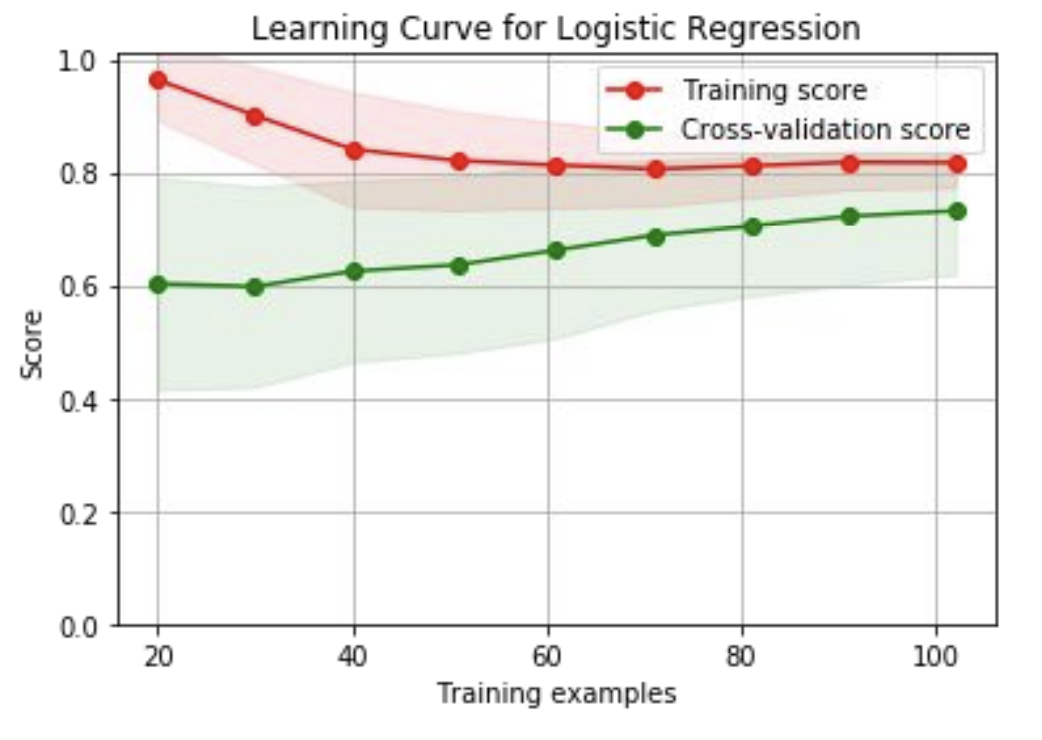 Learning Curve for Logistic Regression
Training score
Cross-validation score
1.0
0.8
0.6
0.4
0.2
0.0
Score
20 40 60 80 100
Training examples